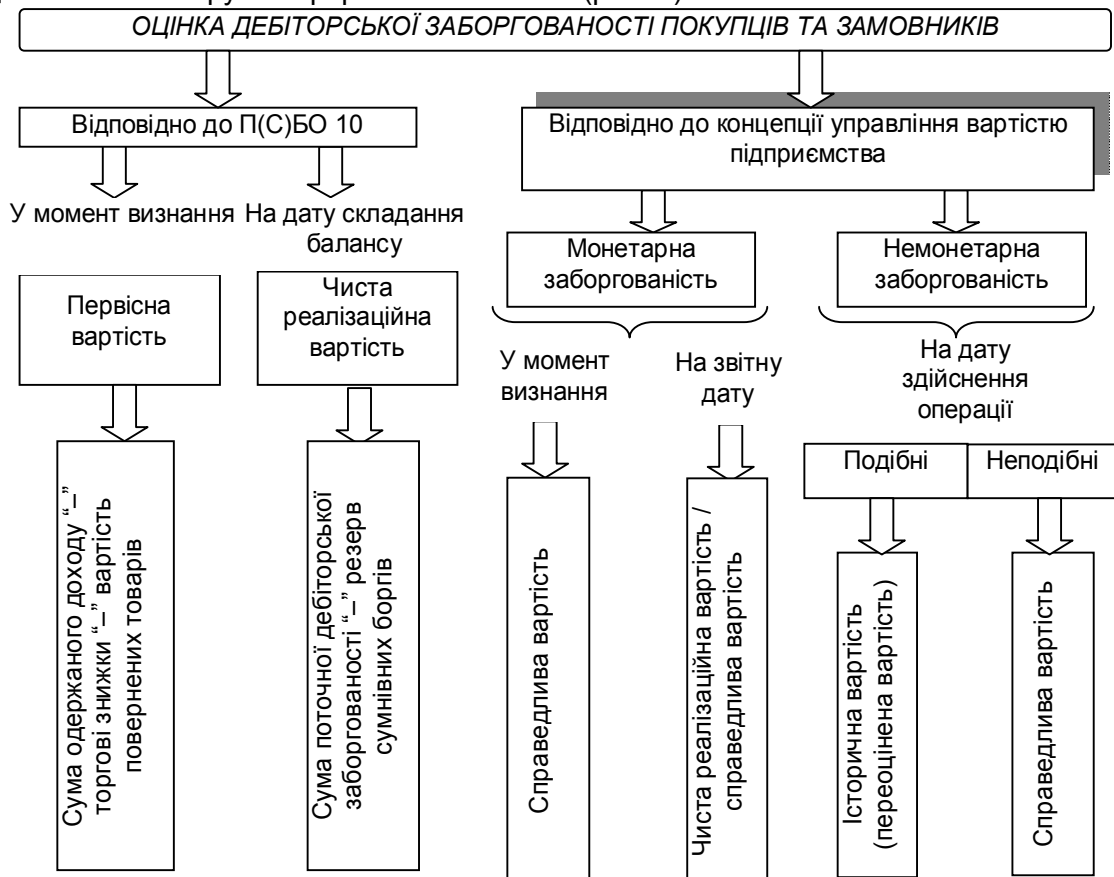 ОЦІНКА ДЕБІТОРСЬКОЇ ЗАБОРГОВАНОСТІ ПОКУПЦІВ ТА ЗАМОВНИКІВ
Відповідно до П(С)БО 10
Відповідно до концепції управління вартістю
підприємства
У момент визнання
На дату складання
балансу
Монетарна
заборгованість
Немонетарна
заборгованість
Первісна
вартість
Чиста
реалізаційна
вартість
У момент
визнання
На звітну
дату
На дату
здійснення
операції
Подібні
Неподібні
Сума одержаного доходу “–”
торгові знижки “–” вартість
повернених товарів
Сума поточної дебіторської
заборгованості “–” резерв
сумнівних боргів
Справедлива вартість
Чиста реалізаційна вартість /
справедлива вартість
Історична вартість
(переоцінена вартість)
Справедлива вартість